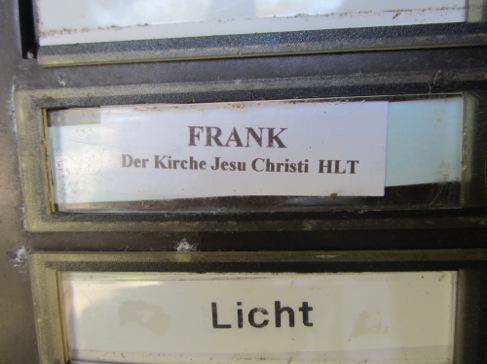 FRANK
Der Kirche Jesu Christi HLT
Licht